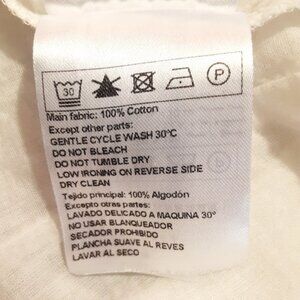 30
P
Main fabric: 100% Cotton
Except other parts:
GENTLE CYCLE WASH 30°C
DO NOT BLEACH
DO NOT TUMBLE DRY
LOW IRONING ON REVERSE SIDE
DRY CLEAN
Tejido principal: 100% Algodón
Excepto otras partes:
LAVADO DELICADO A MAQUINA 30°
NO USAR BLANQUEADOR
SECADOR PROHIBIDO
PLANCHA SUAVE AL REVES
LAVAR AL SECO